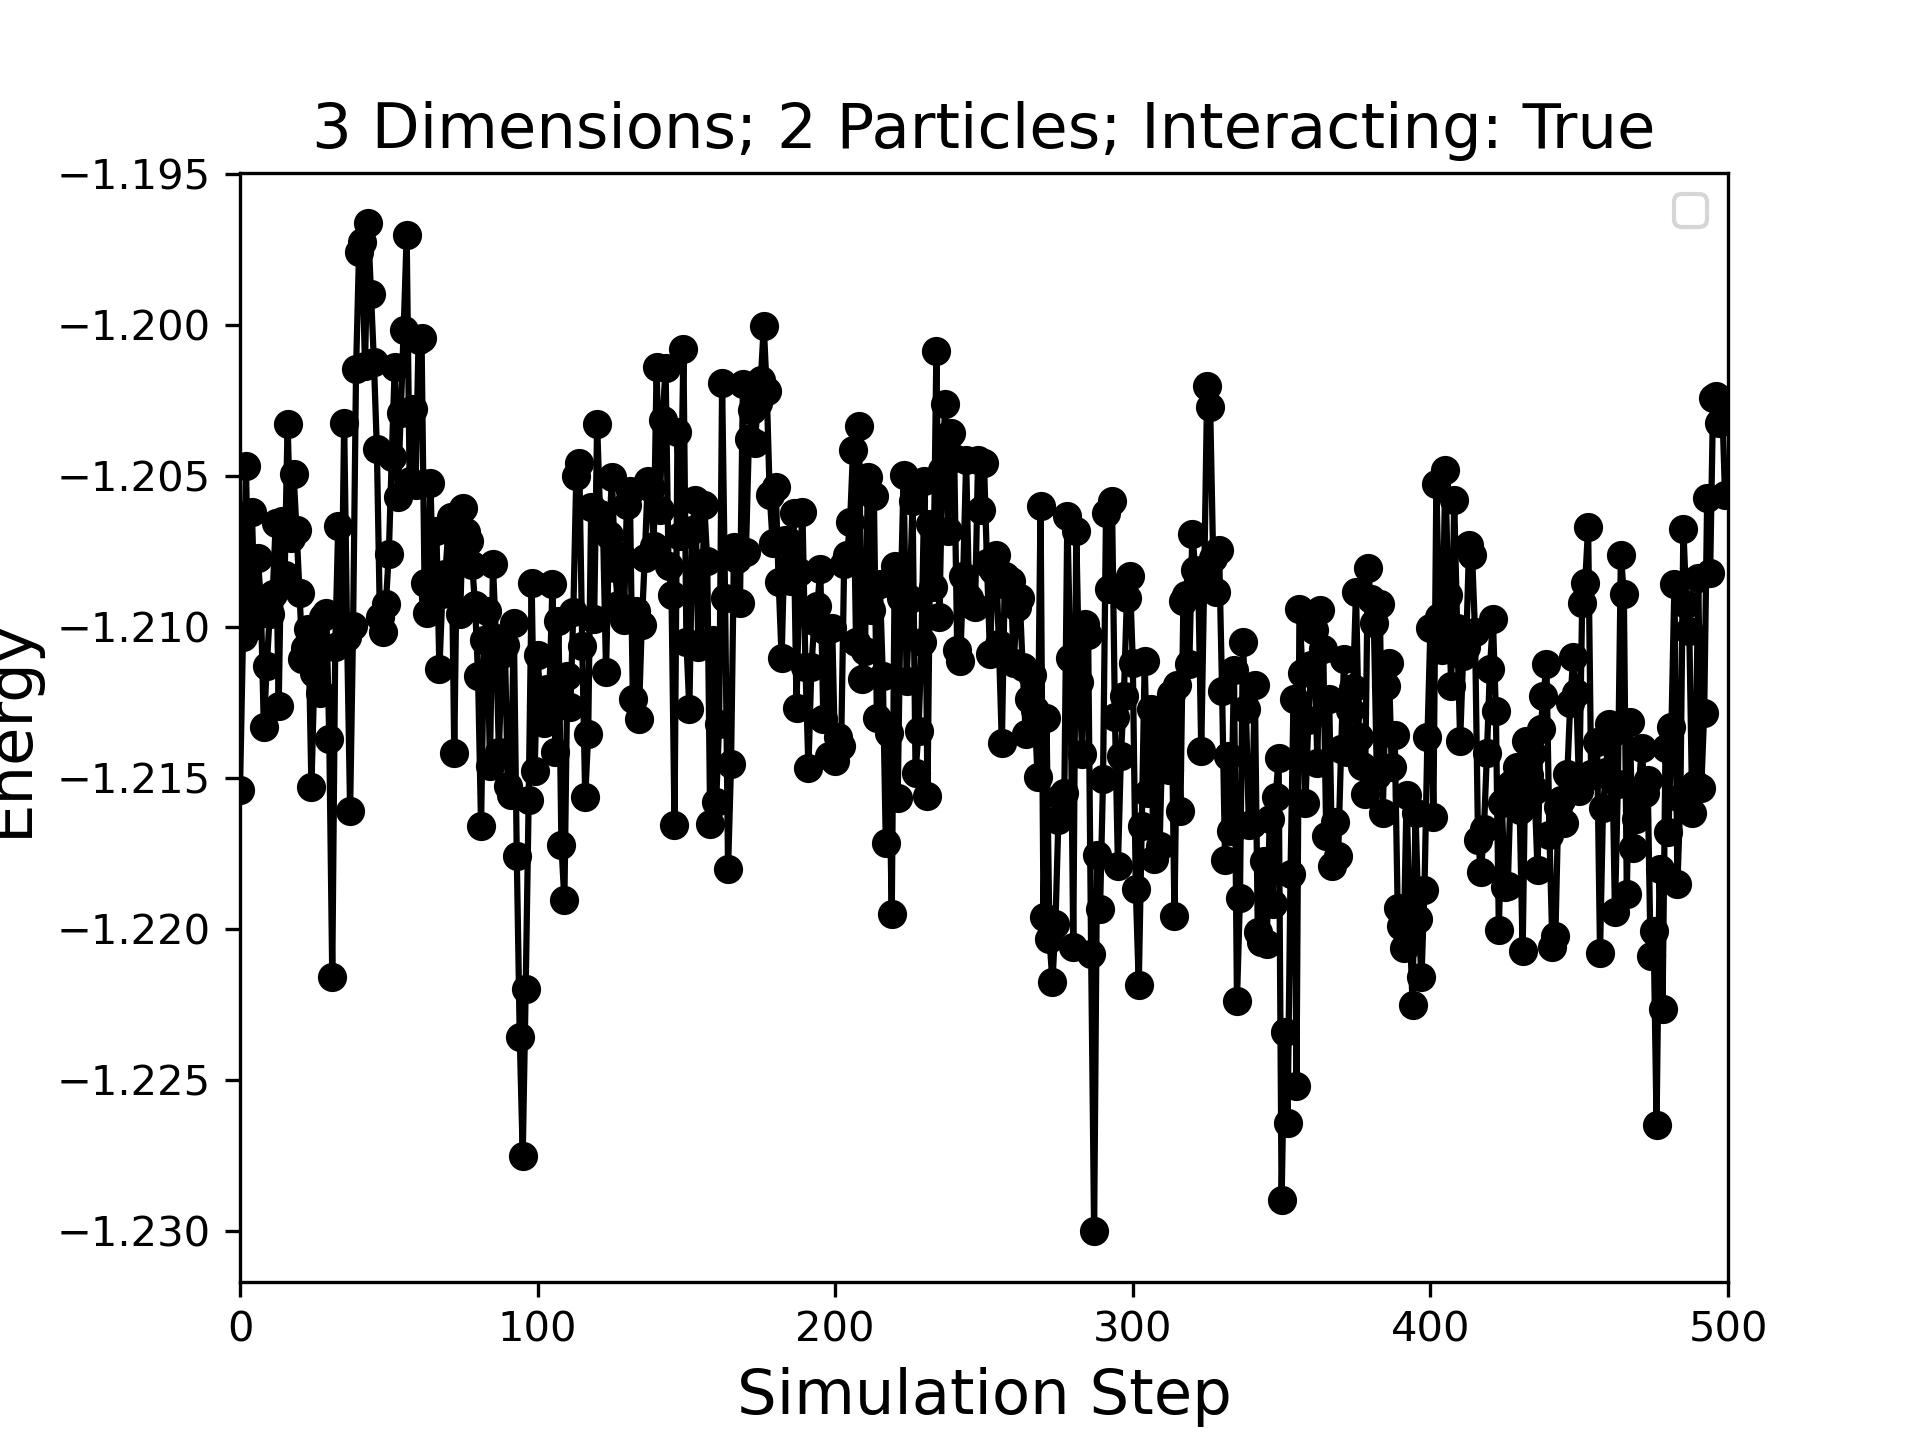 3 Dimensions; 2 Particles; Interacting: True
−1.195
−1.200
−1.205
−1.210
−1.215
−1.220
−1.225
−1.230
Energy
0 100 200 300 400 500
Simulation Step